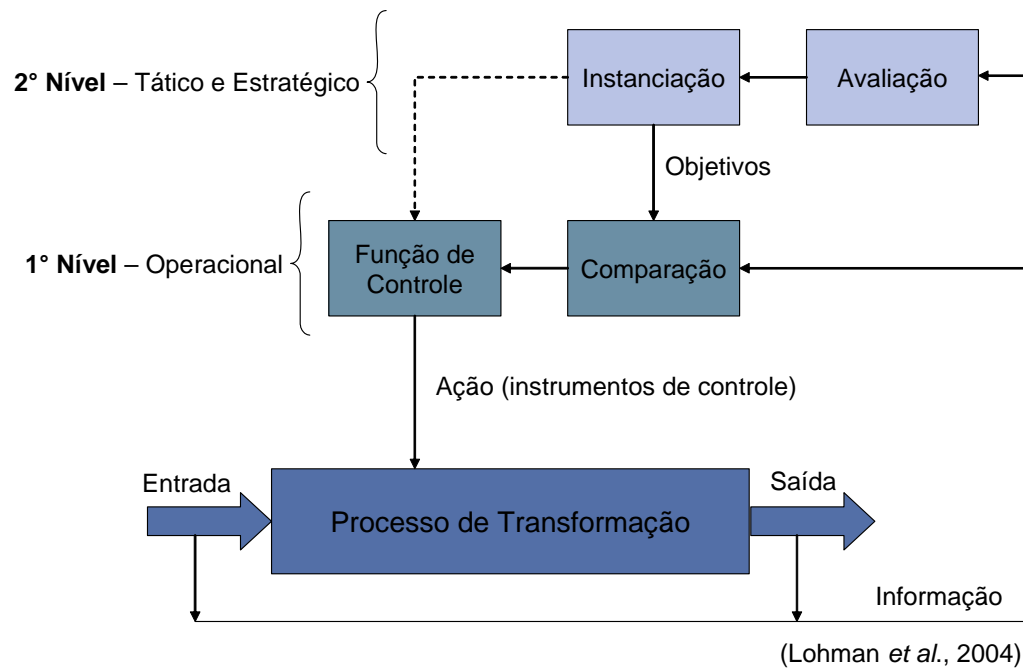 2° Nível – Tático e Estratégico
Instanciação
Avaliação
Objetivos
1° Nível – Operacional
Função de
Controle
Comparação
Ação (instrumentos de controle)
Entrada
Saída
Processo de Transformação
Informação
(Lohman et al., 2004)